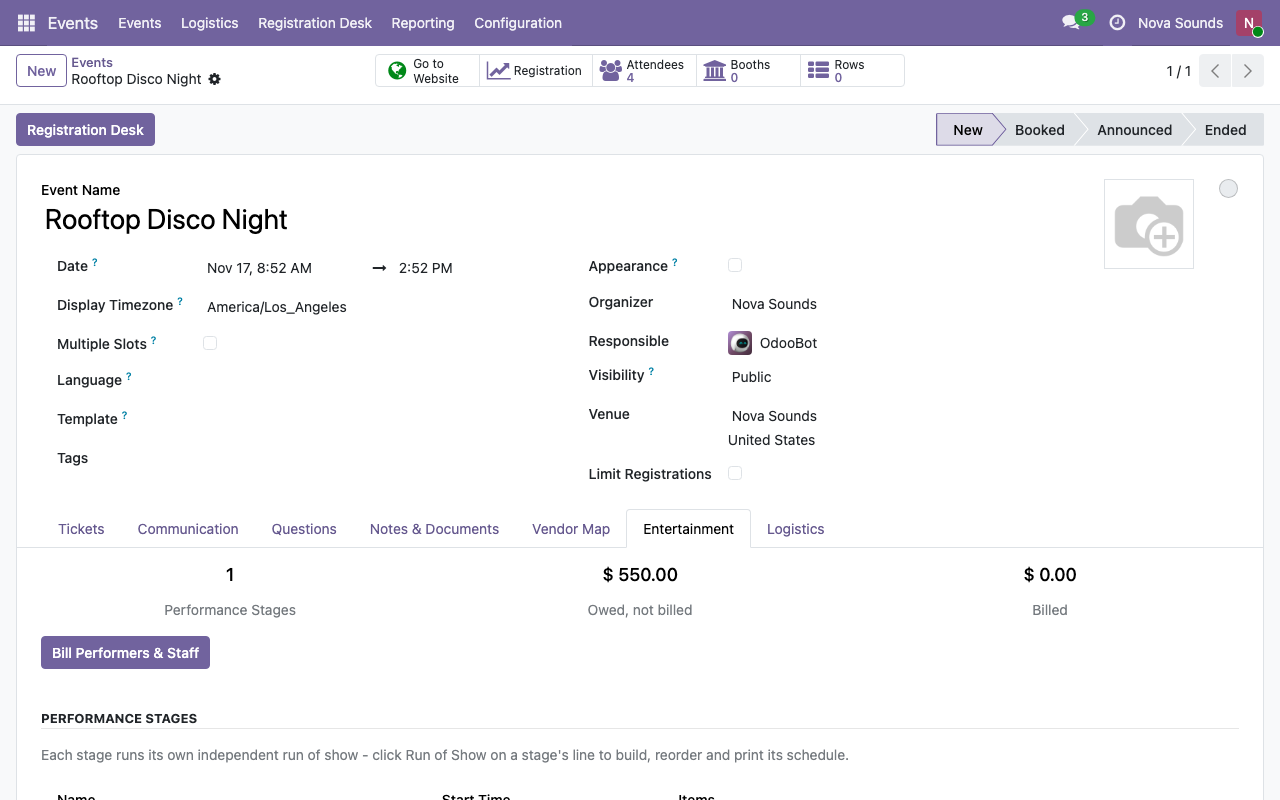 Events
Events
Logistics
Registration Desk
Reporting
Configuration
3
Nova Sounds
N
New
Events
Rooftop Disco Night
Go to
Website
Registration
Attendees
4
Booths
0
Rows
0
1 / 1
Registration Desk
New
Booked
Announced
Ended
Event Name
Rooftop Disco Night
Date ?
Nov 17, 8:52 AM → 2:52 PM
Display Timezone ?
America/Los_Angeles
Multiple Slots ?
Language ?
Template ?
Tags
Appearance ?
Organizer
Nova Sounds
Responsible
OdooBot
Visibility ?
Public
Venue
Nova Sounds
United States
Limit Registrations
Tickets
Communication
Questions
Notes & Documents
Vendor Map
Entertainment
Logistics
1
Performance Stages
$ 550.00
Owed, not billed
$ 0.00
Billed
Bill Performers & Staff
PERFORMANCE STAGES
Each stage runs its own independent run of show - click Run of Show on a stage's line to build, reorder and print its schedule.
Name
Start Time
Items